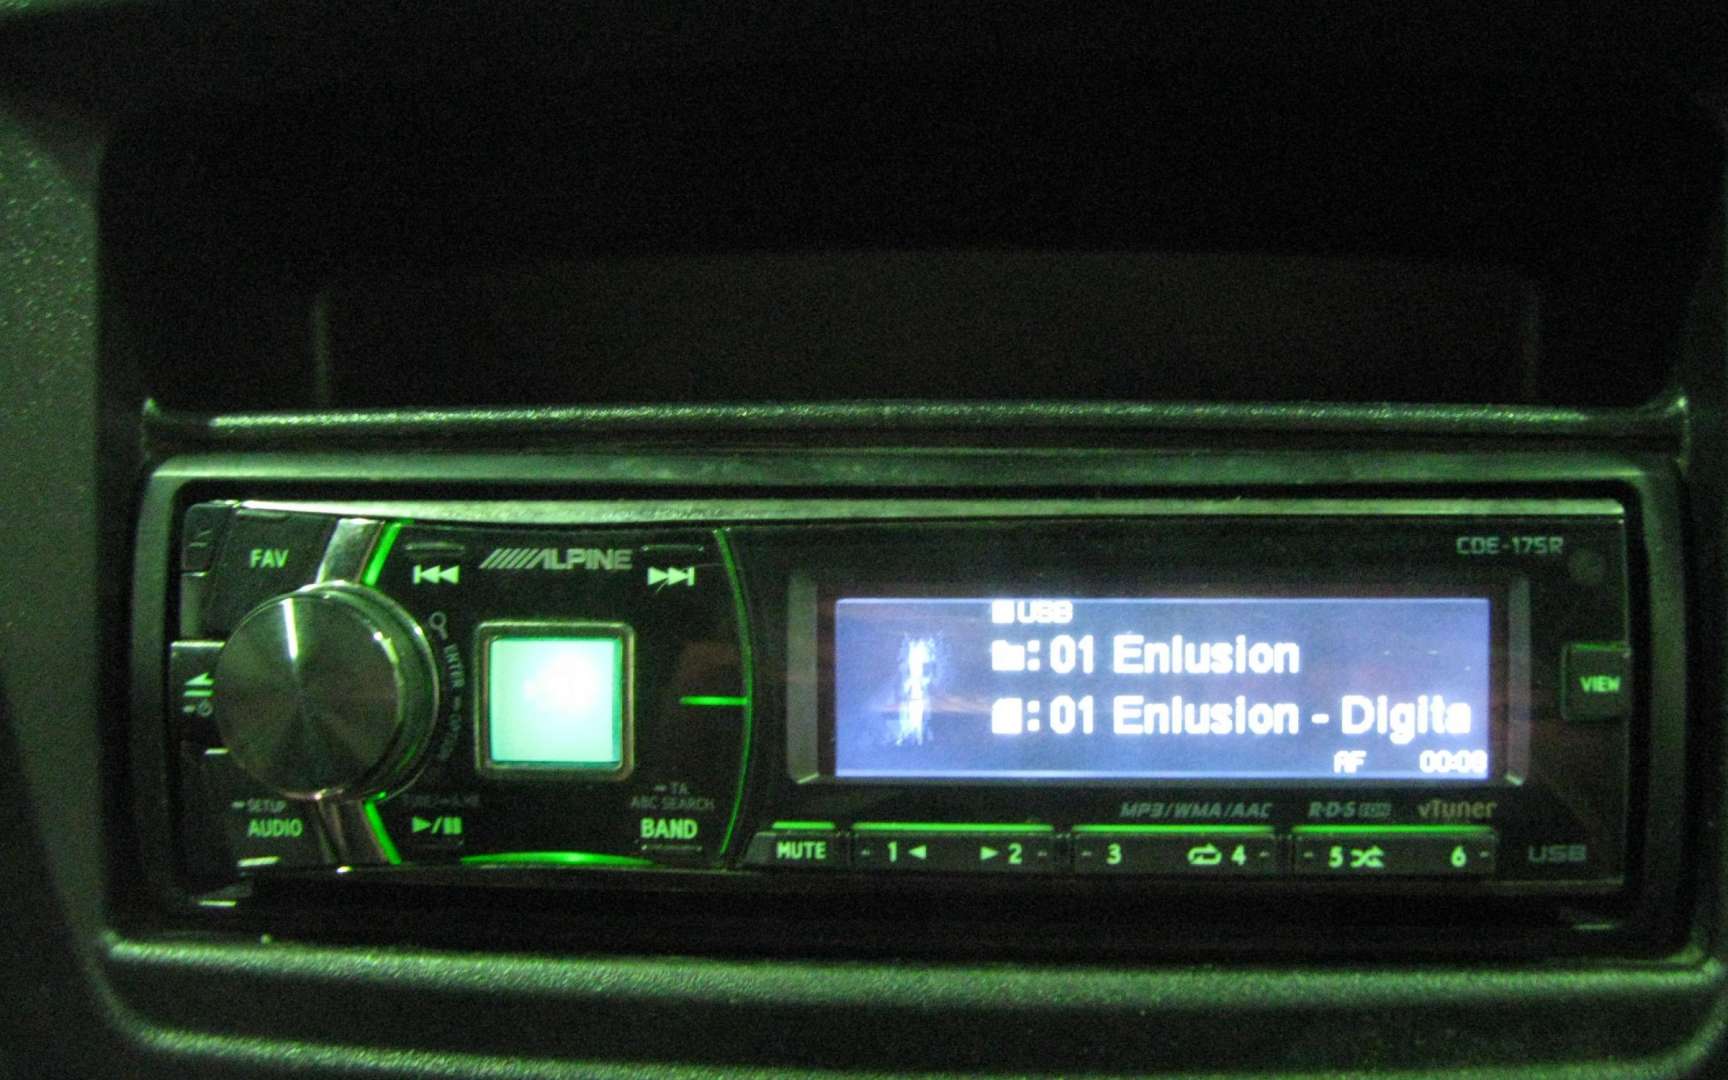 FAV
ALPINE
CDE-175R
ENTER
USB
: 01 Enlusion
: 01 Enlusion - Digita
AF 00:00
VIEW
SETUP
AUDIO
TA
ABC SEARCH
BAND
MP3/WMA/AAC R·D·S vTuner
MUTE
1 2
3 4
5 6
USB